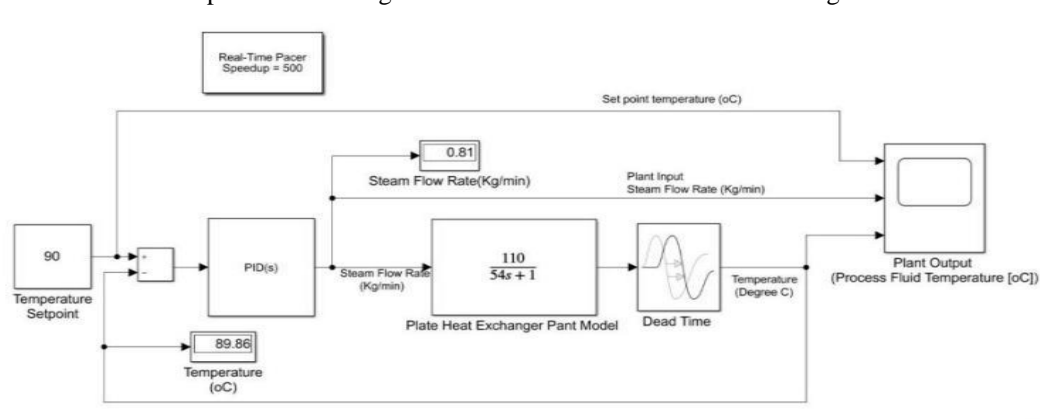 Real-Time Pacer
Speedup = 500
Set point temperature (oC)
0.81
Steam Flow Rate(Kg/min)
Plant Input
Steam Flow Rate (Kg/min)
90
Temperature
Setpoint
+
−
PID(s)
Steam Flow Rate
(Kg/min)
110
54s + 1
Plate Heat Exchanger Pant Model
Dead Time
Temperature
(Degree C)
Plant Output
(Process Fluid Temperature [oC])
89.86
Temperature
(oC)